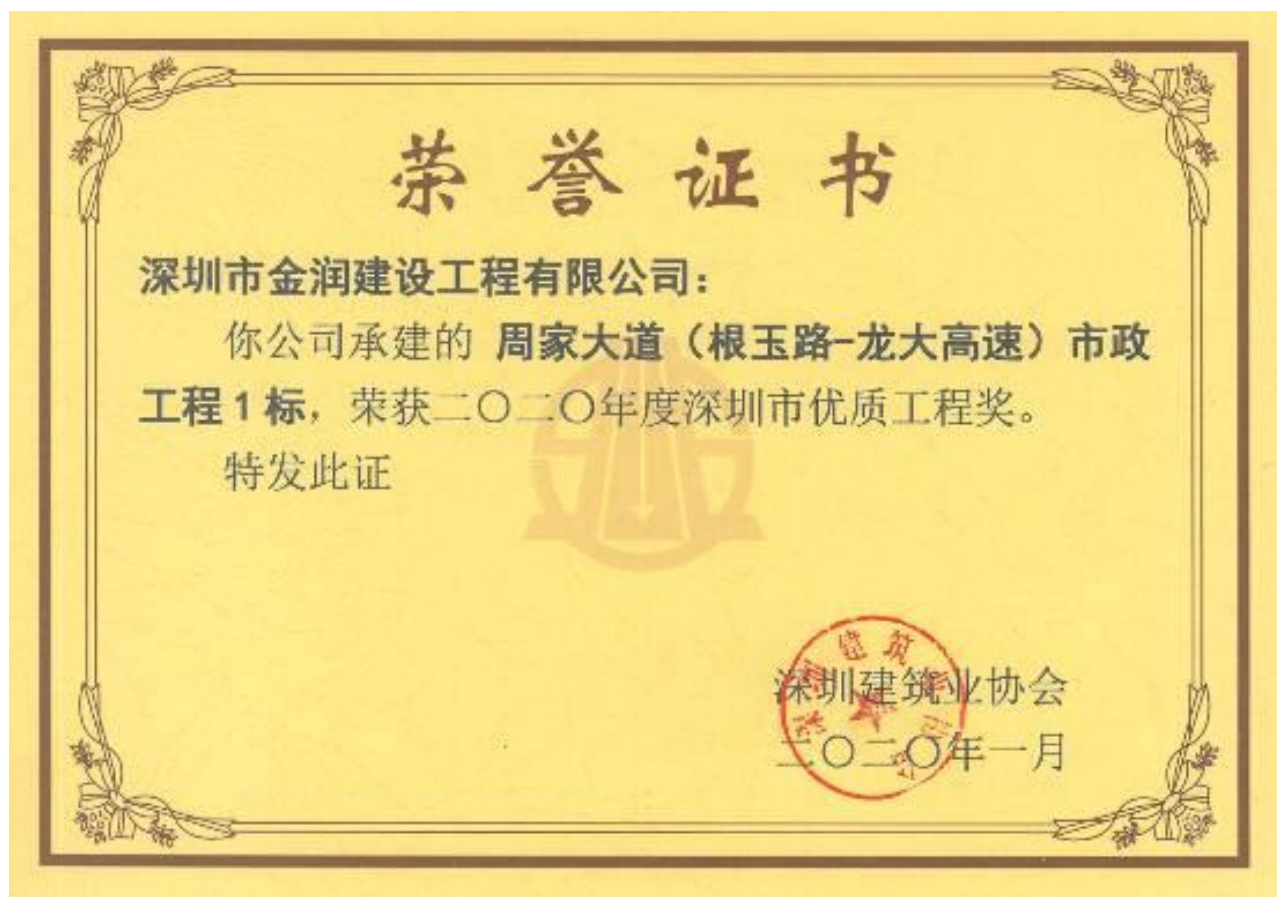 荣誉证书
深圳市金润建设工程有限公司：
你公司承建的 周家大道（根玉路-龙大高速）市政
工程1标，荣获二〇二〇年度深圳市优质工程奖。
特发此证
深圳建筑业协会
二〇二〇年一月